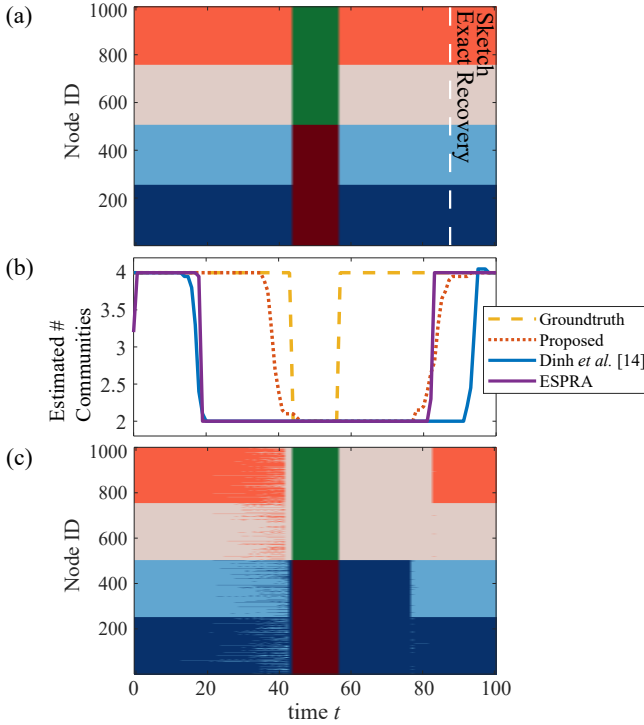 (a)
1000
800
600
400
200
Node ID
Sketch
Exact Recovery
(b)
4
3.5
3
2.5
2
Estimated #
Communities
Groundtruth
Proposed
Dinh et al. [14]
ESPRA
(c)
1000
800
600
400
200
Node ID
0 20 40 60 80 100
time t